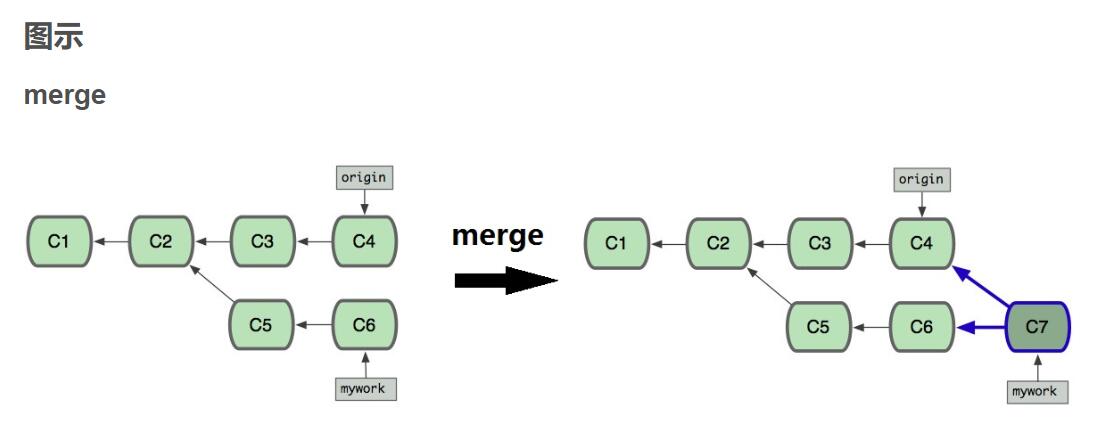 图示
merge
origin
C1 C2 C3 C4
C5 C6
mywork
merge
origin
C1 C2 C3 C4
C5 C6 C7
mywork